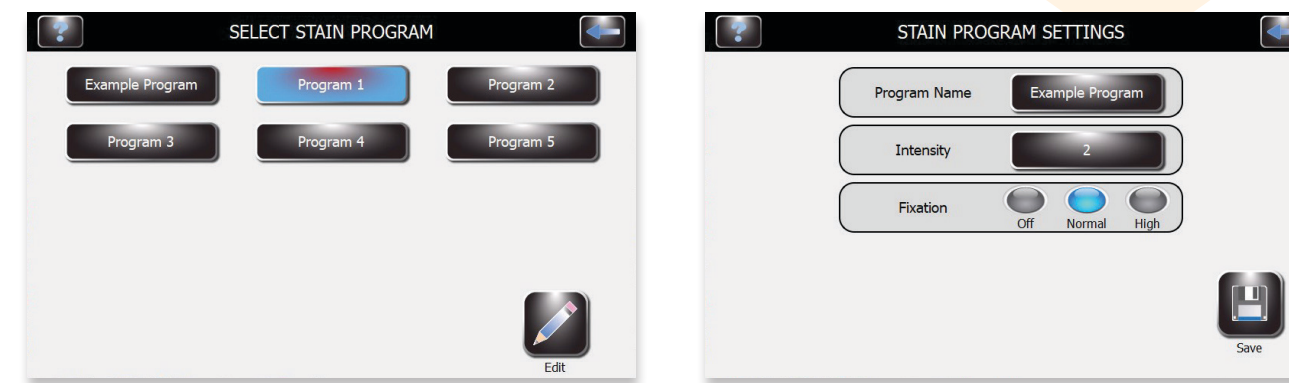 ?
SELECT STAIN PROGRAM
Example Program
Program 1
Program 2
Program 3
Program 4
Program 5
Edit
?
STAIN PROGRAM SETTINGS
Program Name
Example Program
Intensity
2
Fixation
Off
Normal
High
Save